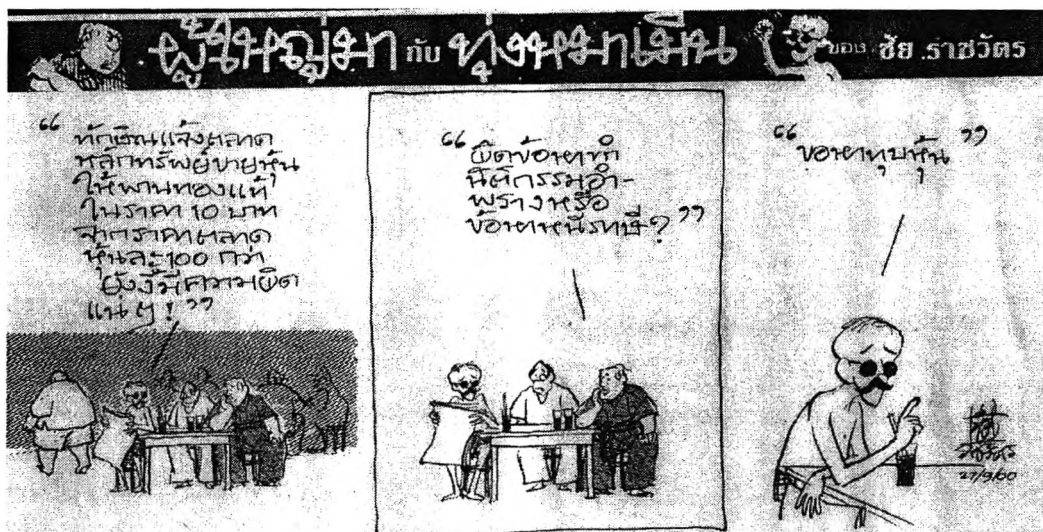 ผู้ใหญ่มา กับ ทุ่งหมาเมิน ของ ชัย ราชวัตร
“ ทักษิณแจ้งตลาด
หลักทรัพย์ขายหุ้น
ให้พานทองแท้
ในราคา 10 บาท
จากราคาตลาด
หุ้นละ 100 กว่า
ยังงี้มีความผิด
แน่ ๆ ! ”
“ ผิดข้อหาทำ
นิติกรรมอำ-
พรางหรือ
ข้อหาหนีภาษี ? ”
“ ข้อหาทุบหุ้น ”
ชัย
ราชวัตร
27/9/00